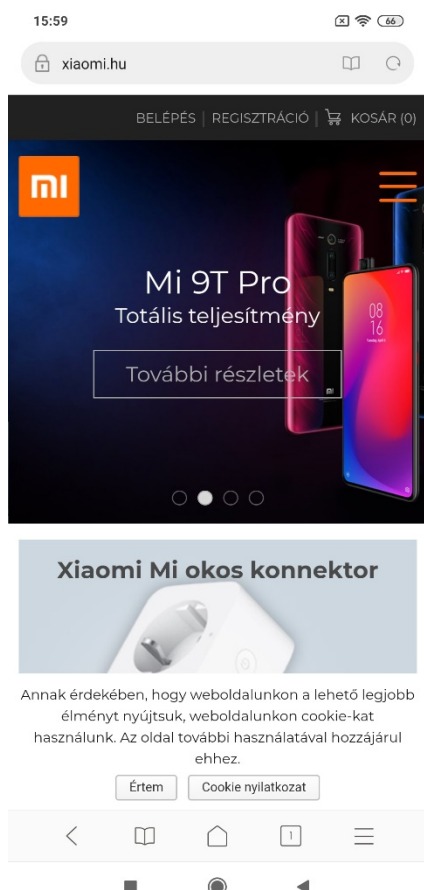 15:59
66
xiaomi.hu
BELÉPÉS | REGISZTRÁCIÓ | KOSÁR (0)
Mi 9T Pro
Totális teljesítmény
08
16
További részletek
Xiaomi Mi okos konnektor
Annak érdekében, hogy weboldalunkon a lehető legjobb
élményt nyújtsuk, weboldalunkon cookie-kat
használunk. Az oldal további használatával hozzájárul
ehhez.
Értem
Cookie nyilatkozat
1